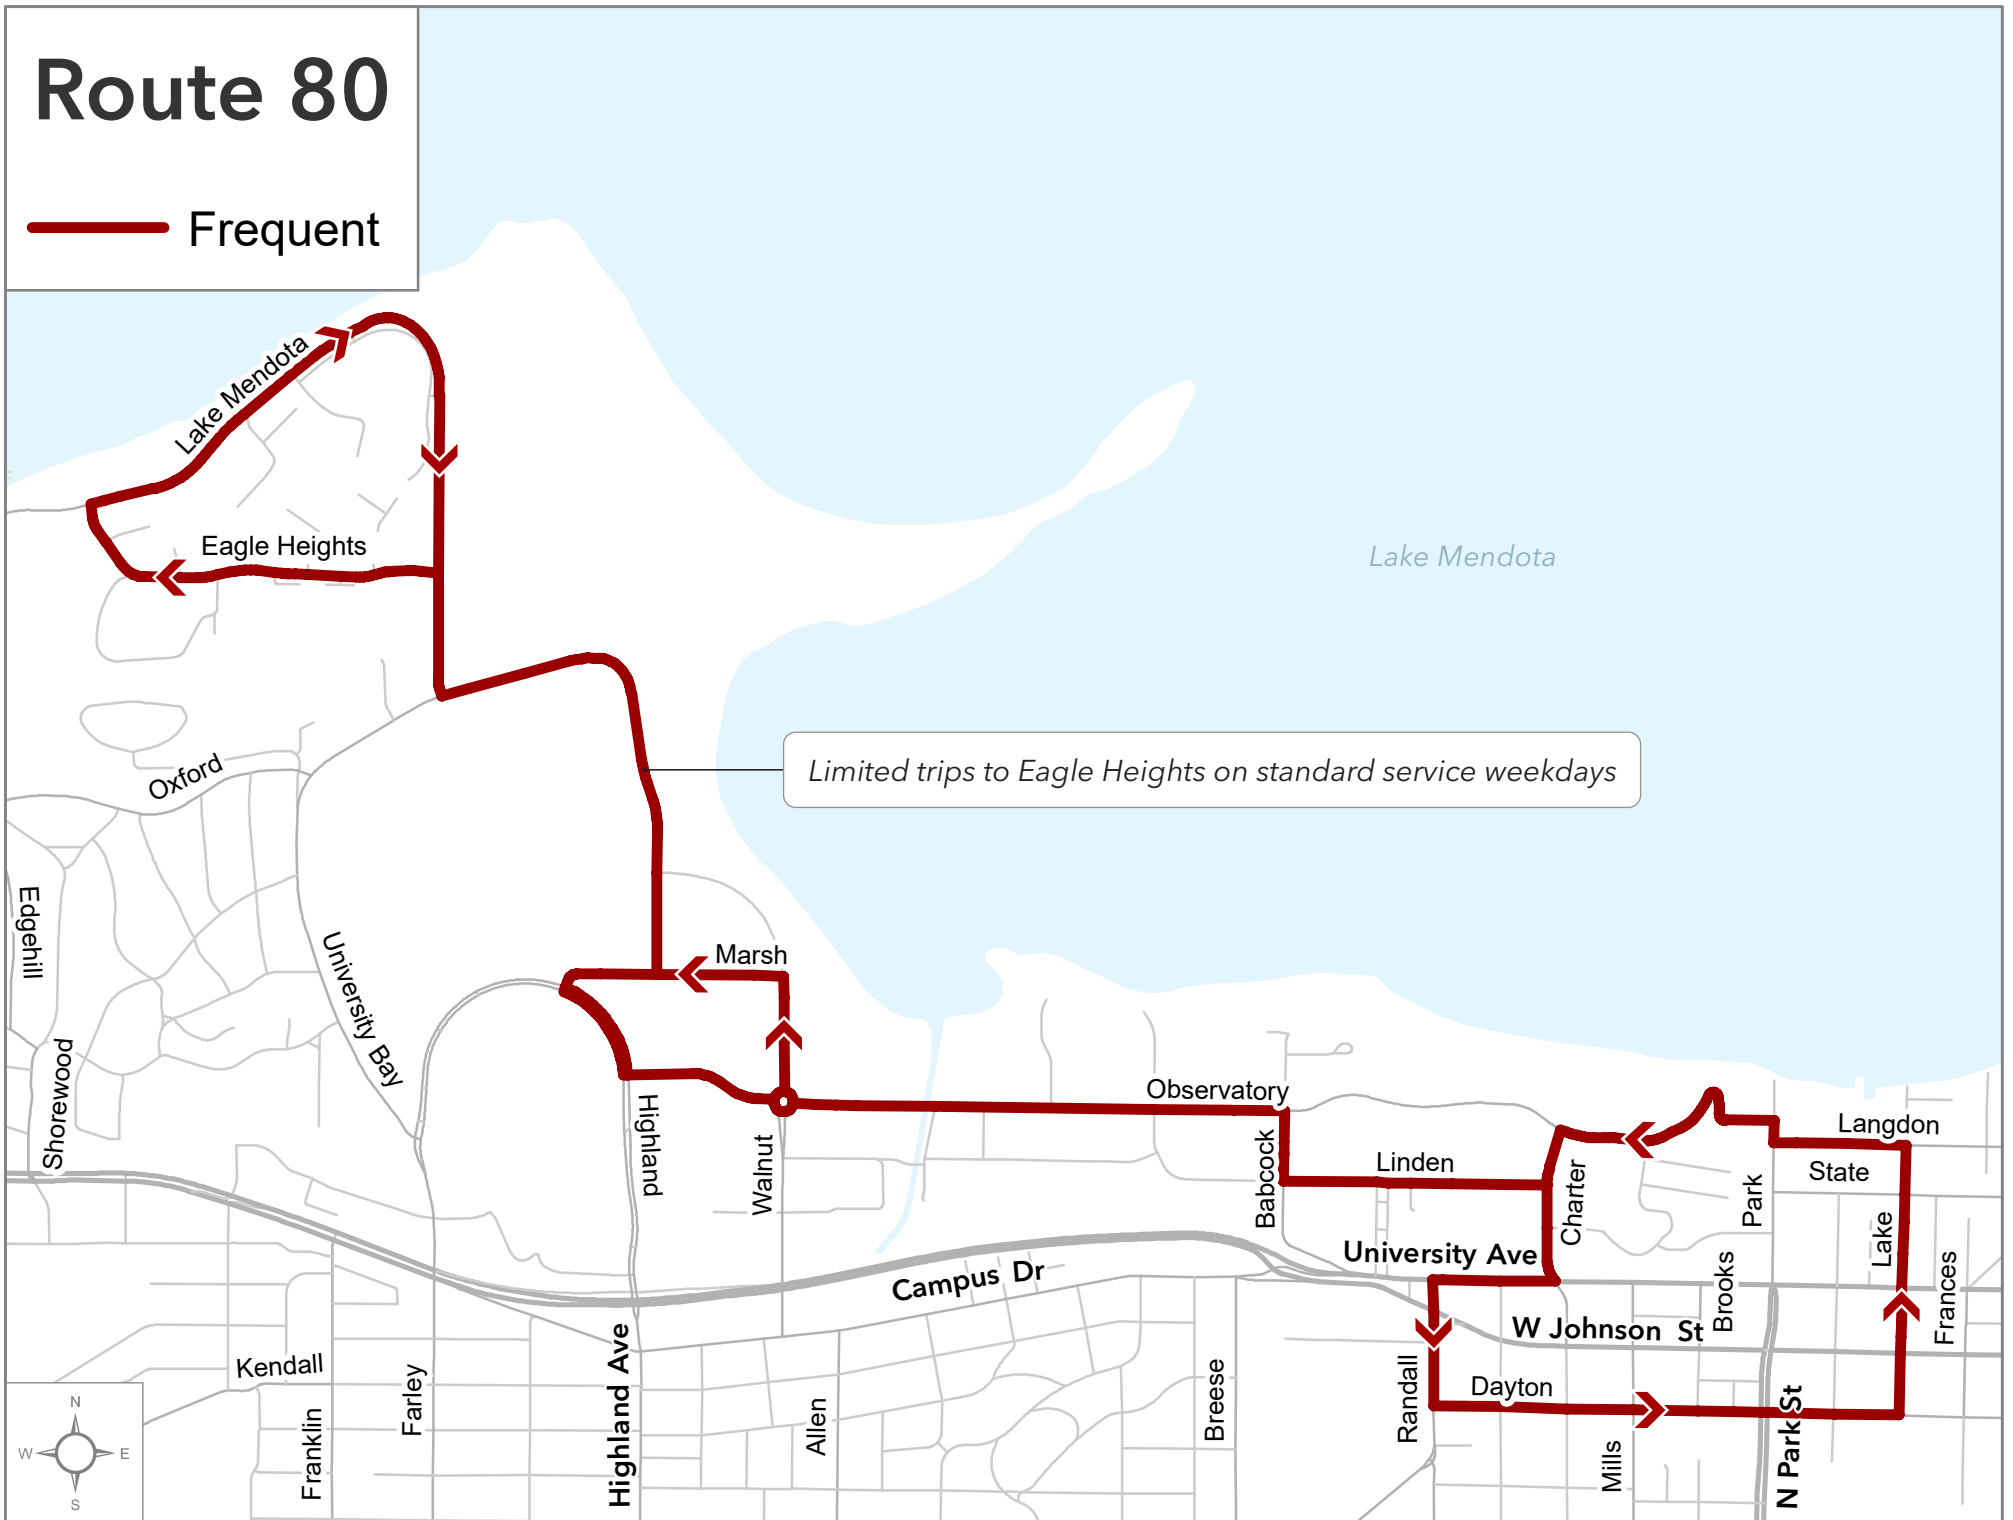 Route 80
Frequent
Lake Mendota
Eagle Heights
Lake Mendota
Limited trips to Eagle Heights on standard service weekdays
Oxford
Edgehill
University Bay
Marsh
Shorewood
Highland
Walnut
Observatory
Babcock
Linden
Charter
Langdon
State
Park
Lake
University Ave
Campus Dr
Brooks
Frances
W Johnson St
Kendall
Farley
Franklin
Highland Ave
Allen
Breese
Randall
Dayton
Mills
N Park St
N
W
E
S